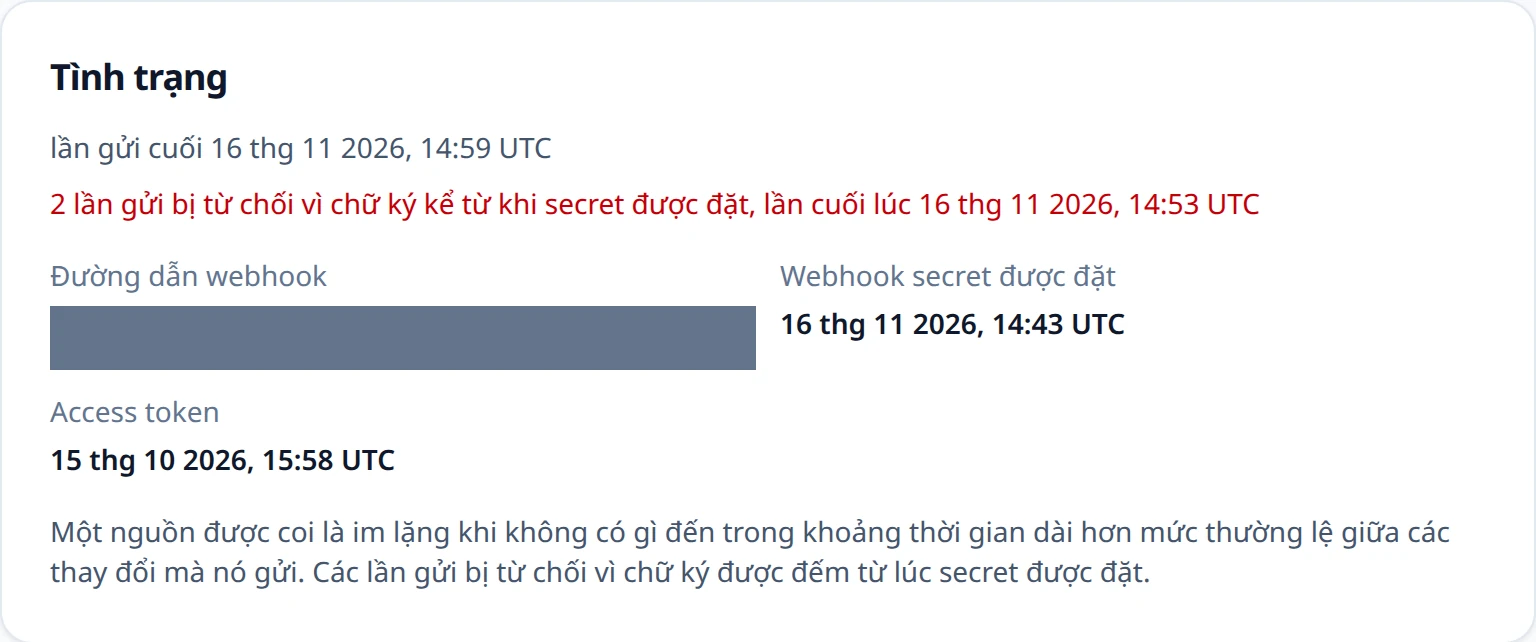 Tình trạng
lần gửi cuối 16 thg 11 2026, 14:59 UTC
2 lần gửi bị từ chối vì chữ ký kể từ khi secret được đặt, lần cuối lúc 16 thg 11 2026, 14:53 UTC
Đường dẫn webhook
Webhook secret được đặt
16 thg 11 2026, 14:43 UTC
Access token
15 thg 10 2026, 15:58 UTC
Một nguồn được coi là im lặng khi không có gì đến trong khoảng thời gian dài hơn mức thường lệ giữa các
thay đổi mà nó gửi. Các lần gửi bị từ chối vì chữ ký được đếm từ lúc secret được đặt.